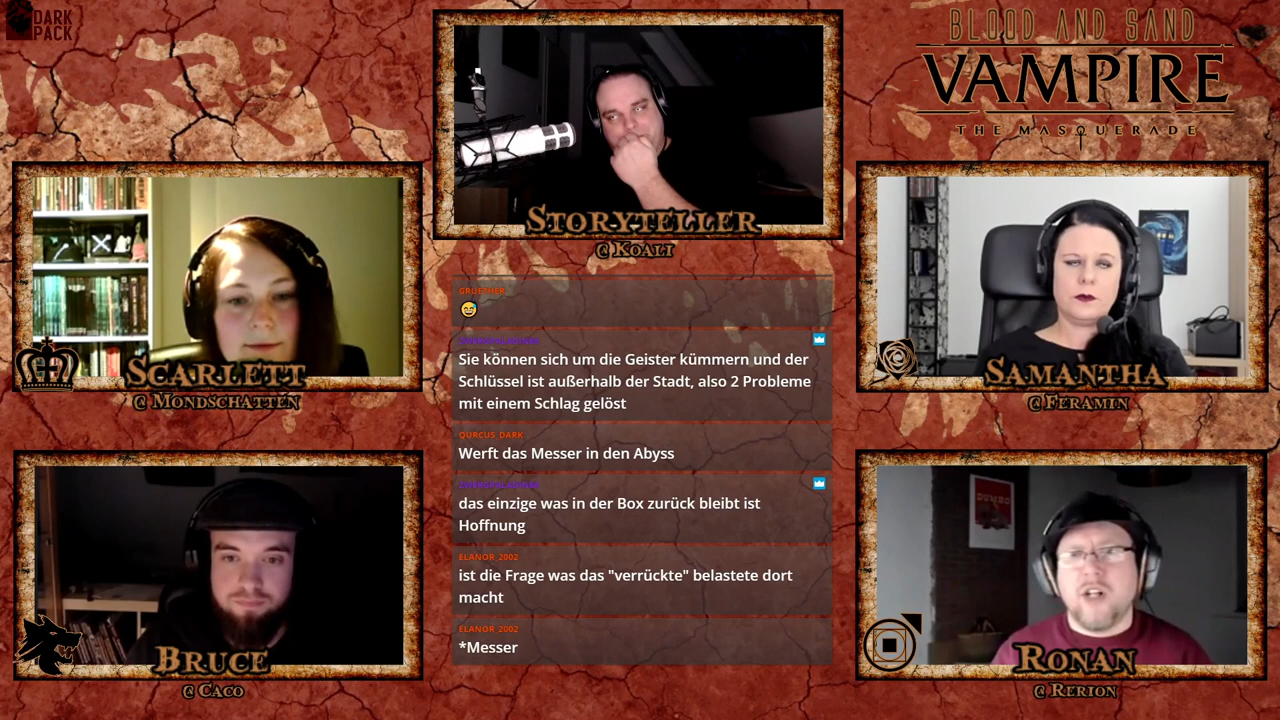 DARK
PACK
BLOOD AND SAND
VAMPIRE
THE MASQUERADE
STORYTELLER
@ KOALI
SCARLETT
@ MONDSCHATTEN
SAMANTHA
@ FERAMIN
GRUETHER
Sie können sich um die Geister kümmern und der
Schlüssel ist außerhalb der Stadt, also 2 Probleme
mit einem Schlag gelöst
QURCUS_DARK
Werft das Messer in den Abyss
das einzige was in der Box zurück bleibt ist
Hoffnung
ELANOR_2002
ist die Frage was das "verrückte" belastete dort
macht
ELANOR_2002
*Messer
BRUCE
@ CACO
DUMBO
RONAN
@ RERION